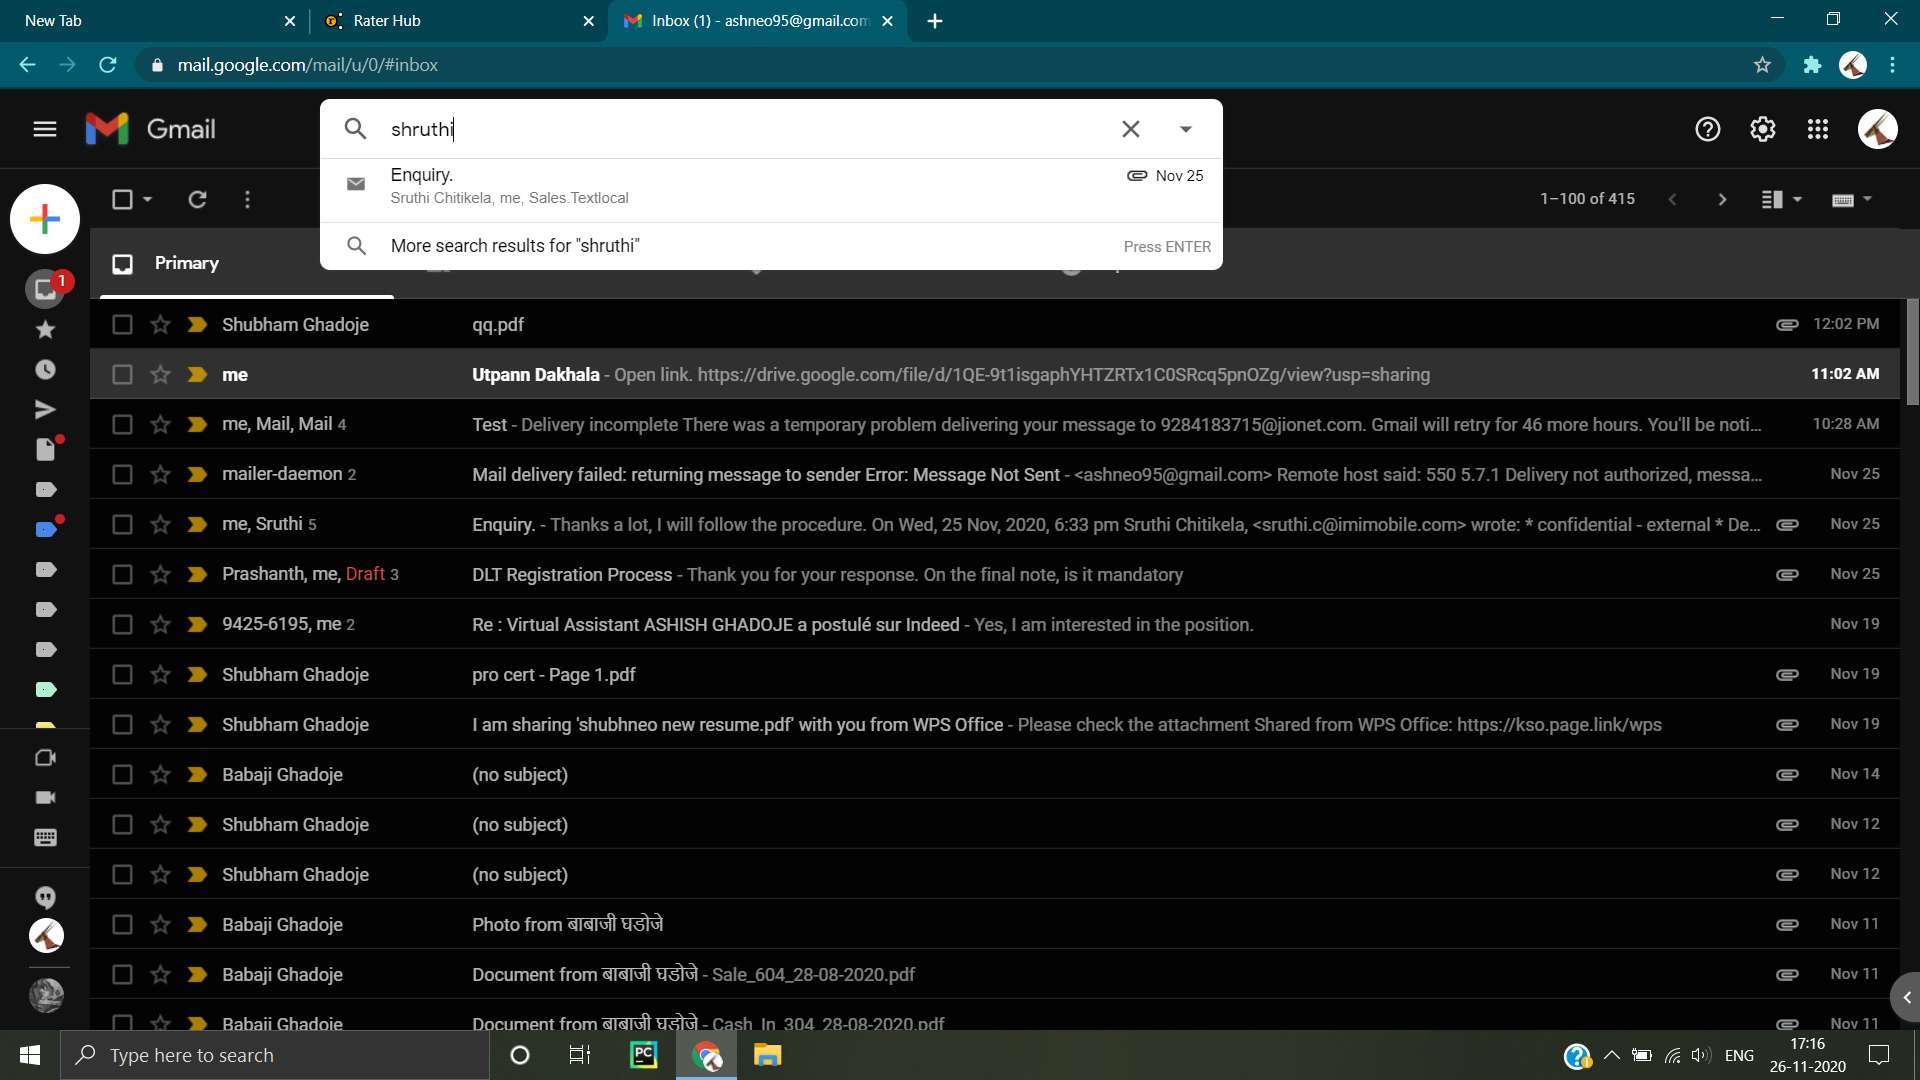 New Tab
Rater Hub
Inbox (1) - ashneo95@gmail.com
mail.google.com/mail/u/0/#inbox
Gmail
shruthi
Enquiry.
Nov 25
Sruthi Chitikela, me, Sales.Textlocal
More search results for "shruthi"
Press ENTER
1–100 of 415
Primary
1
Shubham Ghadoje qq.pdf 12:02 PM
me Utpann Dakhala - Open link. https://drive.google.com/file/d/1QE-9t1isgaphYHTZRTx1C0SRcq5pnOZg/view?usp=sharing 11:02 AM
me, Mail, Mail 4 Test - Delivery incomplete There was a temporary problem delivering your message to 9284183715@jionet.com. Gmail will retry for 46 more hours. You'll be noti... 10:28 AM
mailer-daemon 2 Mail delivery failed: returning message to sender Error: Message Not Sent - <ashneo95@gmail.com> Remote host said: 550 5.7.1 Delivery not authorized, messa... Nov 25
me, Sruthi 5 Enquiry. - Thanks a lot, I will follow the procedure. On Wed, 25 Nov, 2020, 6:33 pm Sruthi Chitikela, <sruthi.c@imimobile.com> wrote: * confidential - external * De... Nov 25
Prashanth, me, Draft 3 DLT Registration Process - Thank you for your response. On the final note, is it mandatory Nov 25
9425-6195, me 2 Re : Virtual Assistant ASHISH GHADOJE a postulé sur Indeed - Yes, I am interested in the position. Nov 19
Shubham Ghadoje pro cert - Page 1.pdf Nov 19
Shubham Ghadoje I am sharing 'shubhneo new resume.pdf' with you from WPS Office - Please check the attachment Shared from WPS Office: https://kso.page.link/wps Nov 19
Babaji Ghadoje (no subject) Nov 14
Shubham Ghadoje (no subject) Nov 12
Shubham Ghadoje (no subject) Nov 12
Babaji Ghadoje Photo from बाबाजी घडोजे Nov 11
Babaji Ghadoje Document from बाबाजी घडोजे - Sale_604_28-08-2020.pdf Nov 11
Babaji Ghadoje Document from बाबाजी घडोजे - Cash_In_304_28-08-2020.pdf Nov 11
Type here to search
PC
ENG
17:16
26-11-2020